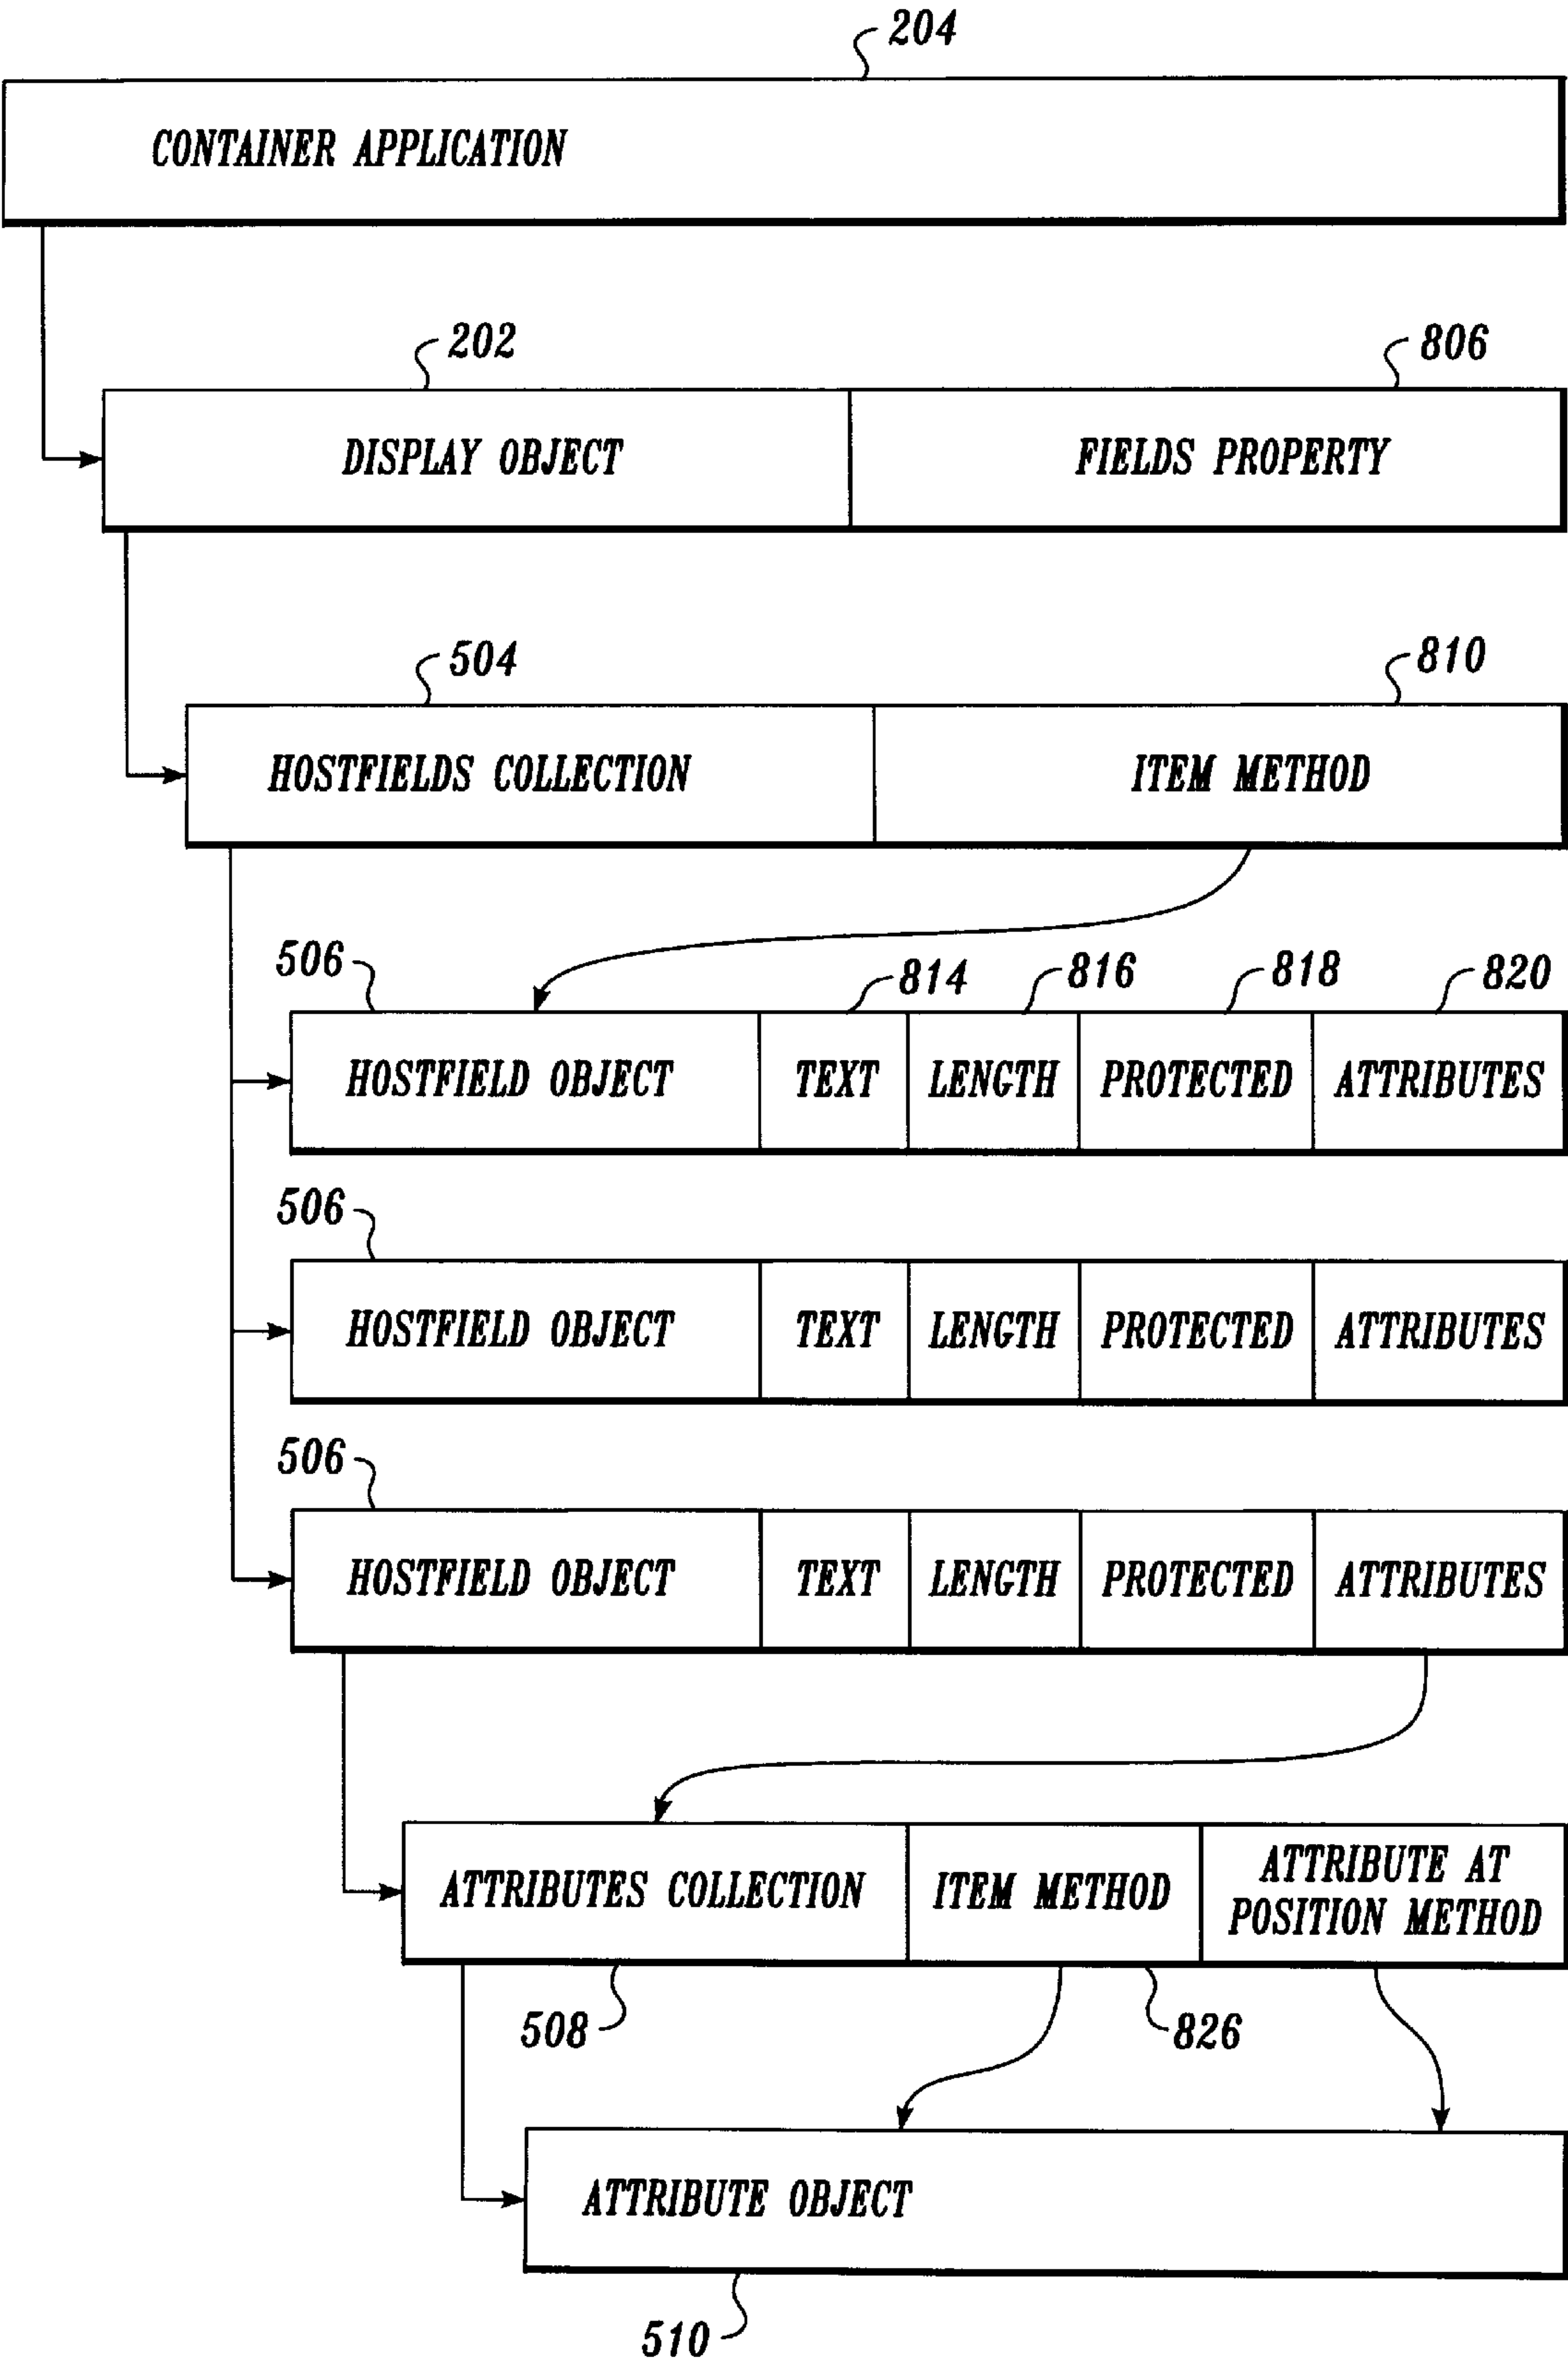 204
CONTAINER APPLICATION
202
806
DISPLAY OBJECT
FIELDS PROPERTY
504
810
HOSTFIELDS COLLECTION
ITEM METHOD
506
814
816
818
820
HOSTFIELD OBJECT
TEXT
LENGTH
PROTECTED
ATTRIBUTES
506
HOSTFIELD OBJECT
TEXT
LENGTH
PROTECTED
ATTRIBUTES
506
HOSTFIELD OBJECT
TEXT
LENGTH
PROTECTED
ATTRIBUTES
ATTRIBUTES COLLECTION
ITEM METHOD
ATTRIBUTE AT
POSITION METHOD
508
826
ATTRIBUTE OBJECT
510